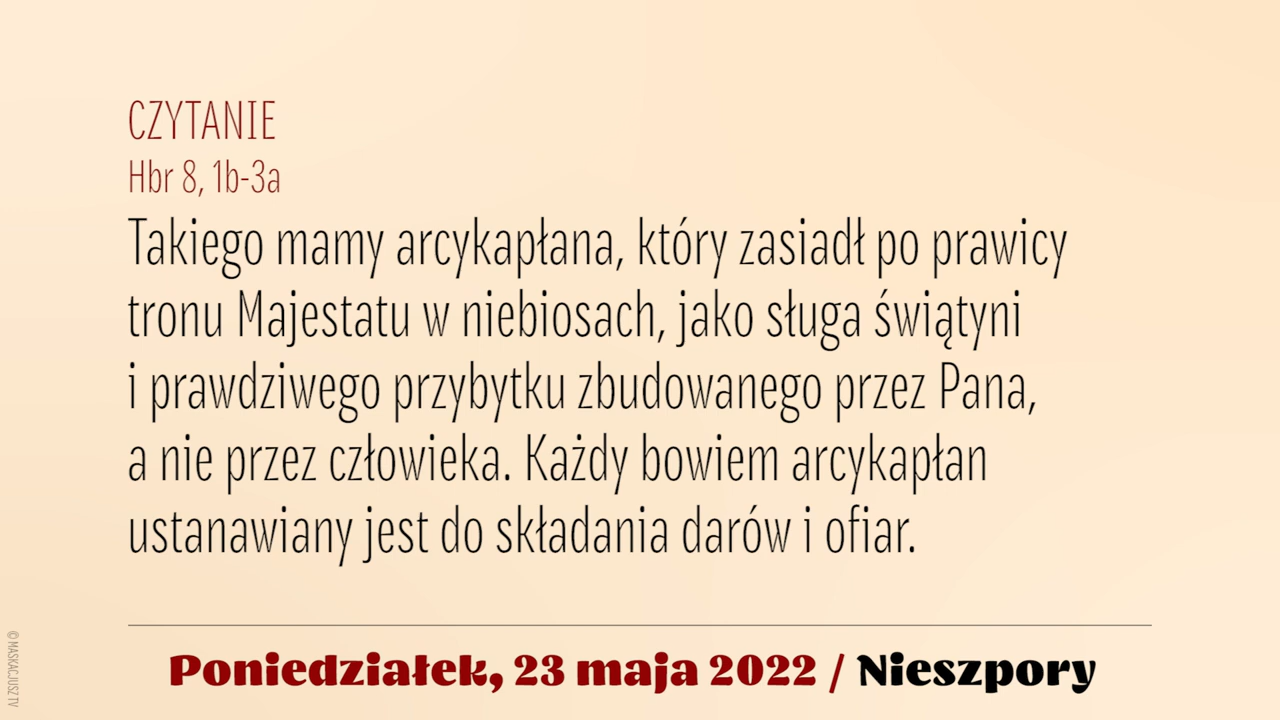 CZYTANIE
Hbr 8, 1b-3a
Takiego mamy arcykapłana, który zasiadł po prawicy
tronu Majestatu w niebiosach, jako sługa świątyni
i prawdziwego przybytku zbudowanego przez Pana,
a nie przez człowieka. Każdy bowiem arcykapłan
ustanawiany jest do składania darów i ofiar.
Poniedziałek, 23 maja 2022 / Nieszpory
© MASKACJUSZ TV